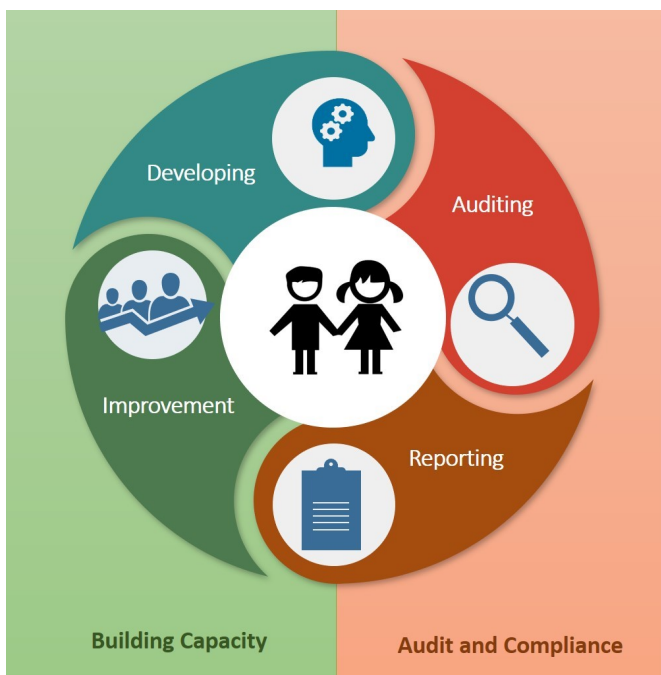 Developing
Auditing
Improvement
Reporting
Building Capacity
Audit and Compliance